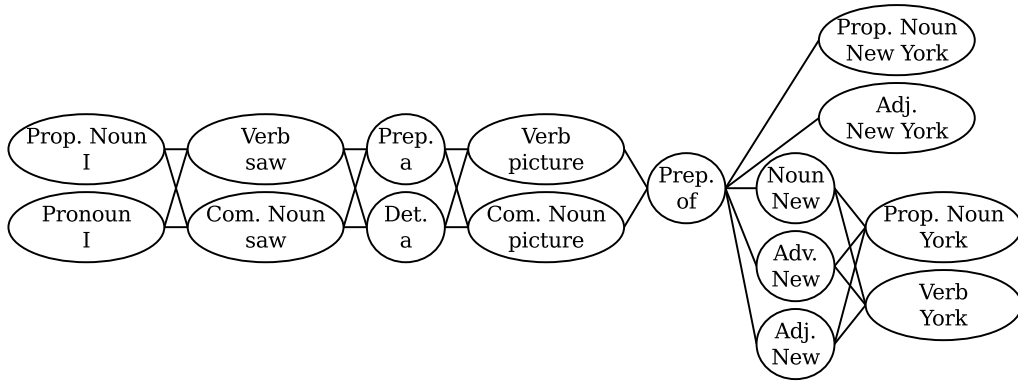 Prop. Noun
I
Pronoun
I
Verb
saw
Com. Noun
saw
Prep.
a
Det.
a
Verb
picture
Com. Noun
picture
Prep.
of
Prop. Noun
New York
Adj.
New York
Noun
New
Adv.
New
Adj.
New
Prop. Noun
York
Verb
York